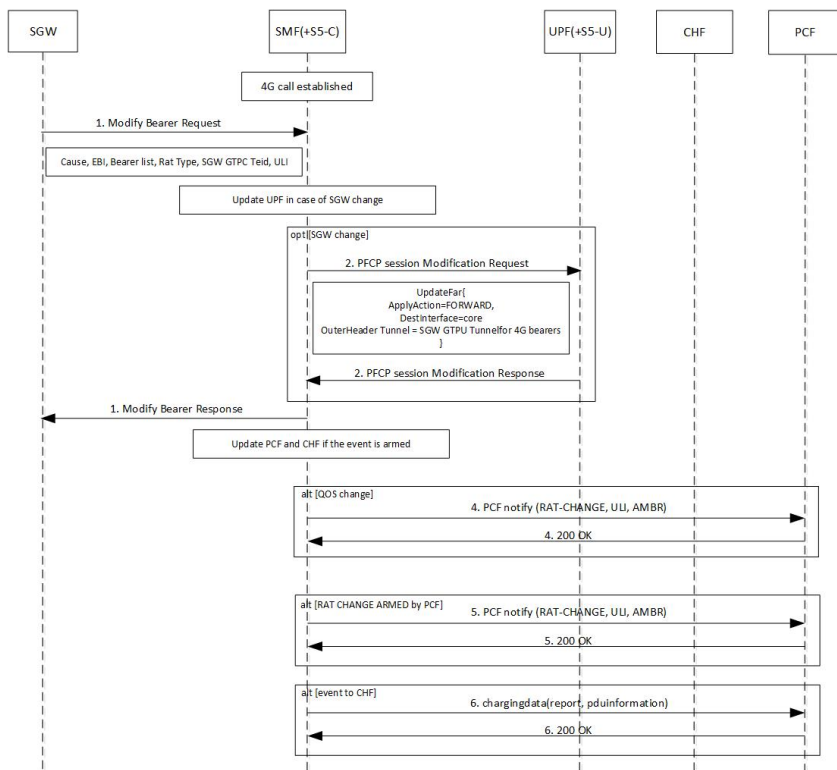 SGW
SMF(+S5-C)
UPF(+S5-U)
CHF
PCF
4G call established
1. Modify Bearer Request
Cause, EBI, Bearer list, Rat Type, SGW GTPC Teid, ULI
Update UPF in case of SGW change
opt [SGW change]
2. PFCP session Modification Request
UpdateFar{
ApplyAction=FORWARD,
DestInterface=core
OuterHeader Tunnel = SGW GTPU Tunnelfor 4G bearers
}
2. PFCP session Modification Response
1. Modify Bearer Response
Update PCF and CHF if the event is armed
alt [QOS change]
4. PCF notify (RAT-CHANGE, ULI, AMBR)
4. 200 OK
alt [RAT CHANGE ARMED by PCF]
5. PCF notify (RAT-CHANGE, ULI, AMBR)
5. 200 OK
alt [event to CHF]
6. chargingdata(report, pduinformation)
6. 200 OK